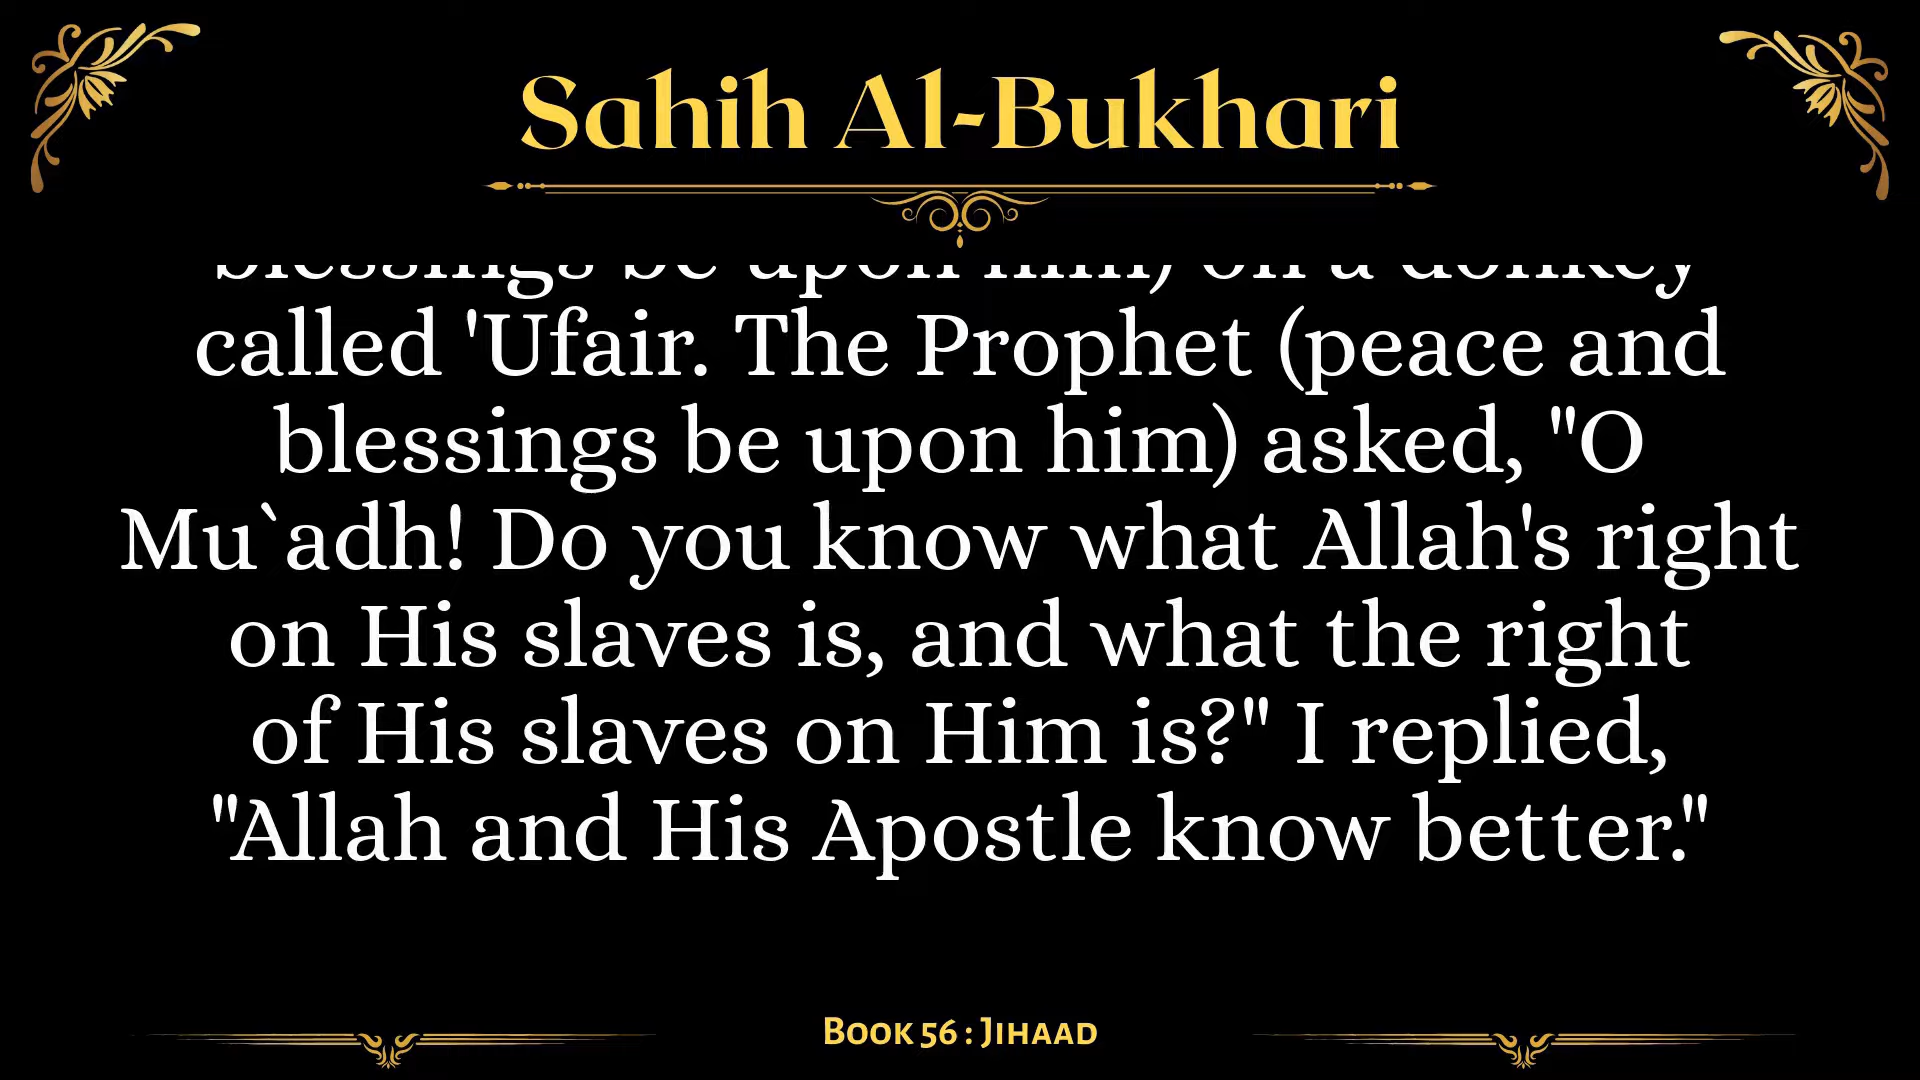 Sahih Al-Bukhari
blessings be upon him) on a donkey
called 'Ufair. The Prophet (peace and
blessings be upon him) asked, "O
Mu`adh! Do you know what Allah's right
on His slaves is, and what the right
of His slaves on Him is?" I replied,
"Allah and His Apostle know better."
Book 56 : Jihaad